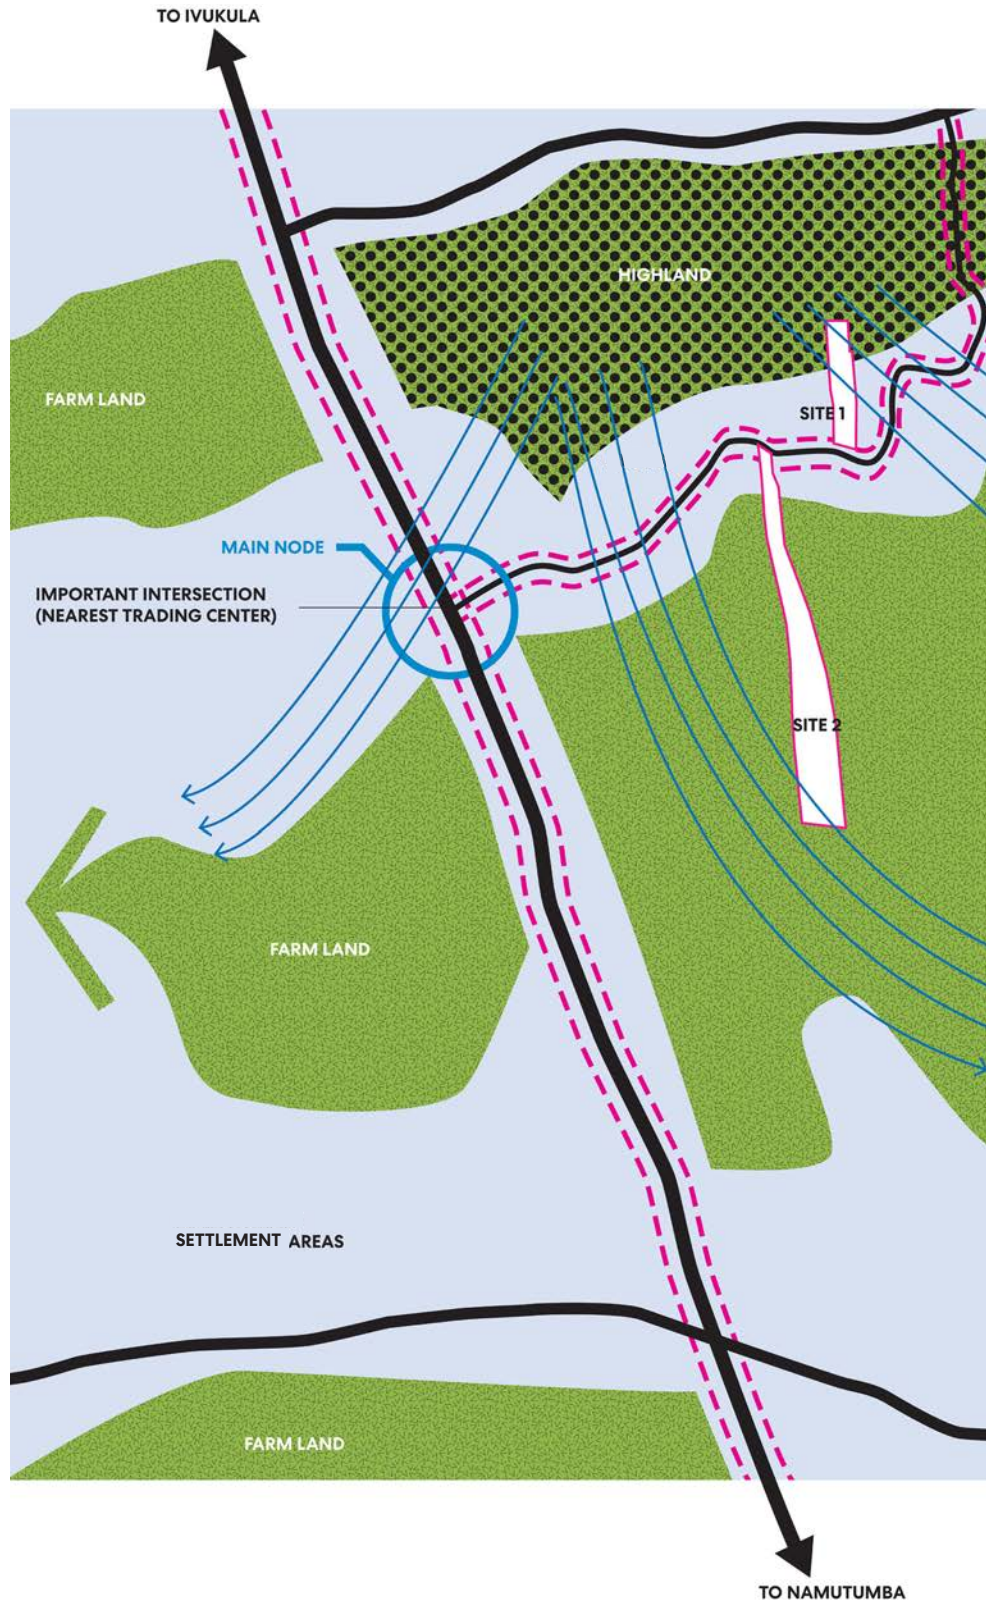 TO IVUKULA
HIGHLAND
FARM LAND
SITE 1
MAIN NODE
IMPORTANT INTERSECTION
(NEAREST TRADING CENTER)
SITE 2
FARM LAND
SETTLEMENT AREAS
FARM LAND
TO NAMUTUMBA